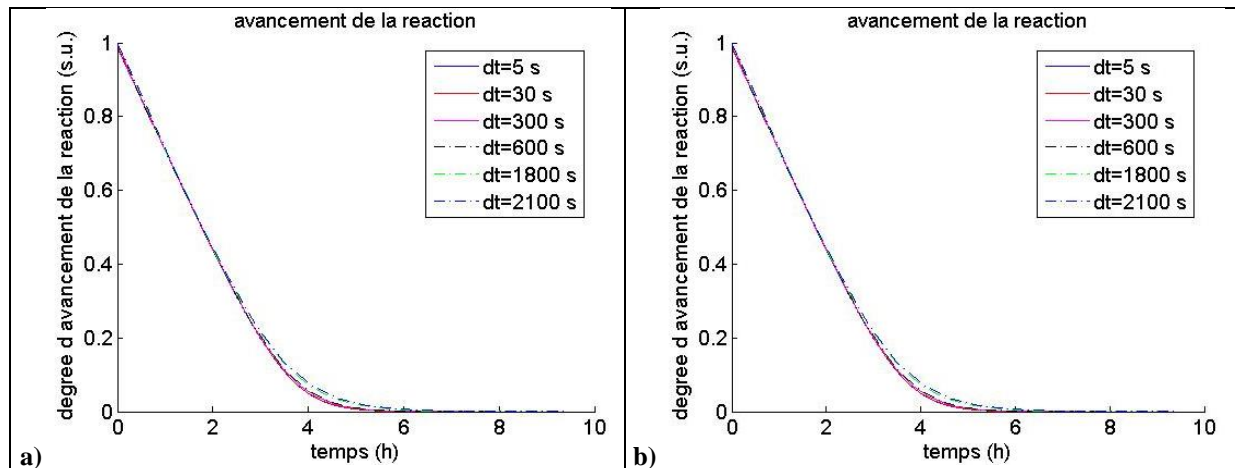 avancement de la reaction
degree d avancement de la reaction (s.u.)
1
0.8
0.6
0.4
0.2
0
0 2 4 6 8 10
temps (h)
dt=5 s
dt=30 s
dt=300 s
dt=600 s
dt=1800 s
dt=2100 s
a)
avancement de la reaction
degree d avancement de la reaction (s.u.)
1
0.8
0.6
0.4
0.2
0
0 2 4 6 8 10
temps (h)
dt=5 s
dt=30 s
dt=300 s
dt=600 s
dt=1800 s
dt=2100 s
b)